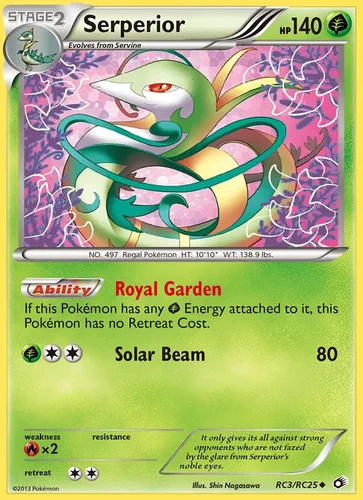 STAGE2
Serperior
HP140
Evolves from Servine
NO. 497 Regal Pokémon HT: 10'10" WT: 138.9 lbs.
Ability Royal Garden
If this Pokémon has any Energy attached to it, this
Pokémon has no Retreat Cost.
Solar Beam 80
weakness resistance
×2
retreat
It only gives its all against strong
opponents who are not fazed
by the glare from Serperior's
noble eyes.
©2013 Pokémon
Illus. Shin Nagasawa
RC3/RC25